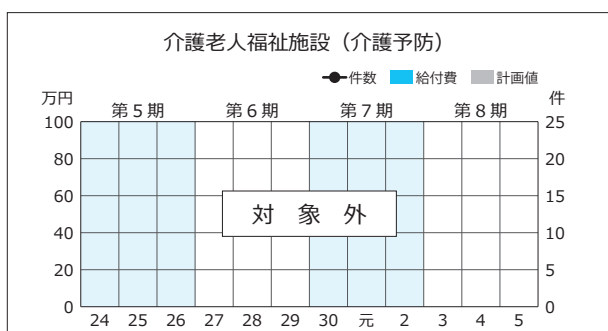 介護老人福祉施設（介護予防）
件数 給付費 計画値
万円 件
第５期 第６期 第７期 第８期
100 25
80 20
60 15
対 象 外
40 10
20 5
0 0
24 25 26 27 28 29 30 元 2 3 4 5